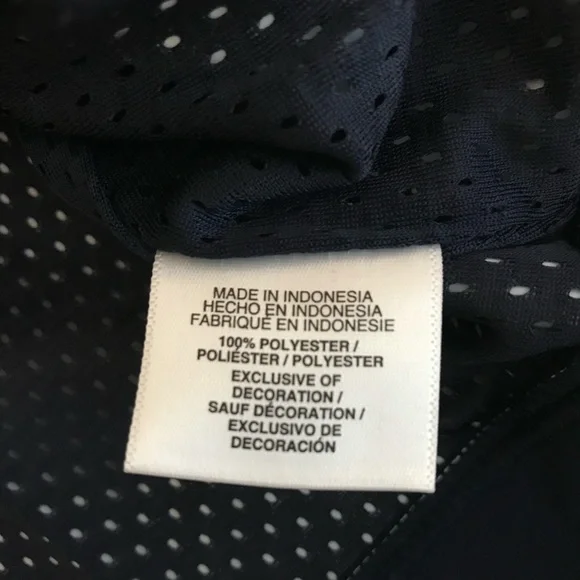 MADE IN INDONESIA
HECHO EN INDONESIA
FABRIQUE EN INDONESIE
100% POLYESTER /
POLIÉSTER / POLYESTER
EXCLUSIVE OF
DECORATION /
SAUF DÉCORATION /
EXCLUSIVO DE
DECORACIÓN